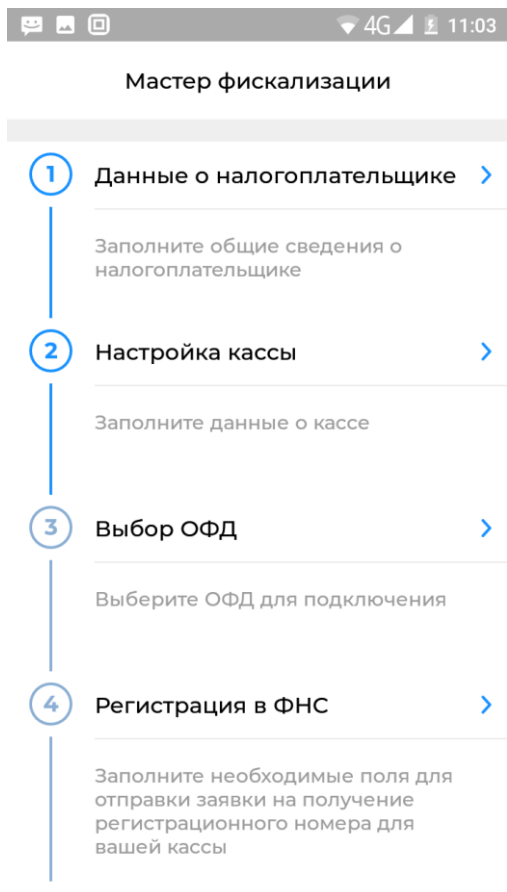 4G 11:03
Мастер фискализации
1 Данные о налогоплательщике
Заполните общие сведения о
налогоплательщике
2 Настройка кассы
Заполните данные о кассе
3 Выбор ОФД
Выберите ОФД для подключения
4 Регистрация в ФНС
Заполните необходимые поля для
отправки заявки на получение
регистрационного номера для
вашей кассы